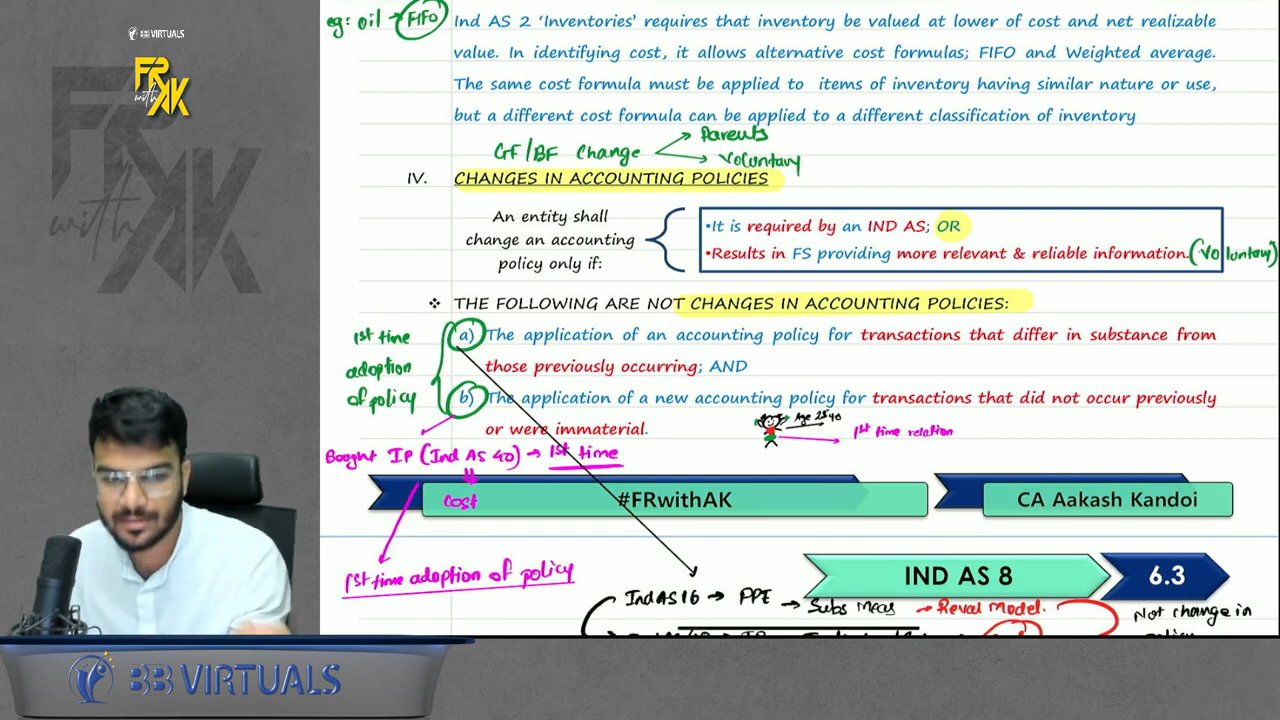 BB VIRTUALS
FR
with
AK
FR
with
AK
eg: oil → FIFO
Ind AS 2 ‘Inventories’ requires that inventory be valued at lower of cost and net realizable
value. In identifying cost, it allows alternative cost formulas; FIFO and Weighted average.
The same cost formula must be applied to items of inventory having similar nature or use,
but a different cost formula can be applied to a different classification of inventory
GF/BF Change
Parents
Voluntary
IV. CHANGES IN ACCOUNTING POLICIES
An entity shall
change an accounting
policy only if:
•It is required by an IND AS; OR
•Results in FS providing more relevant & reliable information. (Voluntary)
❖ THE FOLLOWING ARE NOT CHANGES IN ACCOUNTING POLICIES:
1st time
adoption
of policy
a) The application of an accounting policy for transactions that differ in substance from
those previously occurring; AND
b) The application of a new accounting policy for transactions that did not occur previously
or were immaterial.
Age
1st time relation
Bought IP (Ind AS 40) → 1st time
Cost
#FRwithAK
CA Aakash Kandoi
1st time adoption of policy
IND AS 8
6.3
Ind AS 16 → PPE → Subs Meas → Reval Model.
Not change in
BB VIRTUALS